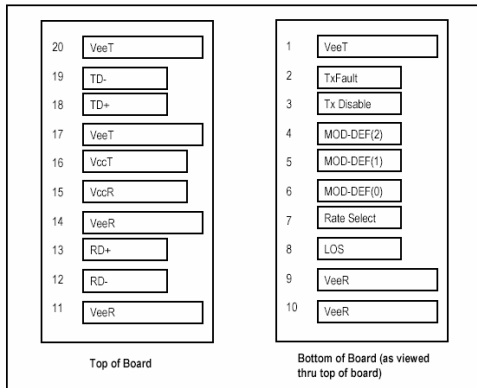 20 VeeT
19 TD-
18 TD+
17 VeeT
16 VccT
15 VccR
14 VeeR
13 RD+
12 RD-
11 VeeR
Top of Board
1 VeeT
2 TxFault
3 Tx Disable
4 MOD-DEF(2)
5 MOD-DEF(1)
6 MOD-DEF(0)
7 Rate Select
8 LOS
9 VeeR
10 VeeR
Bottom of Board (as viewed
thru top of board)